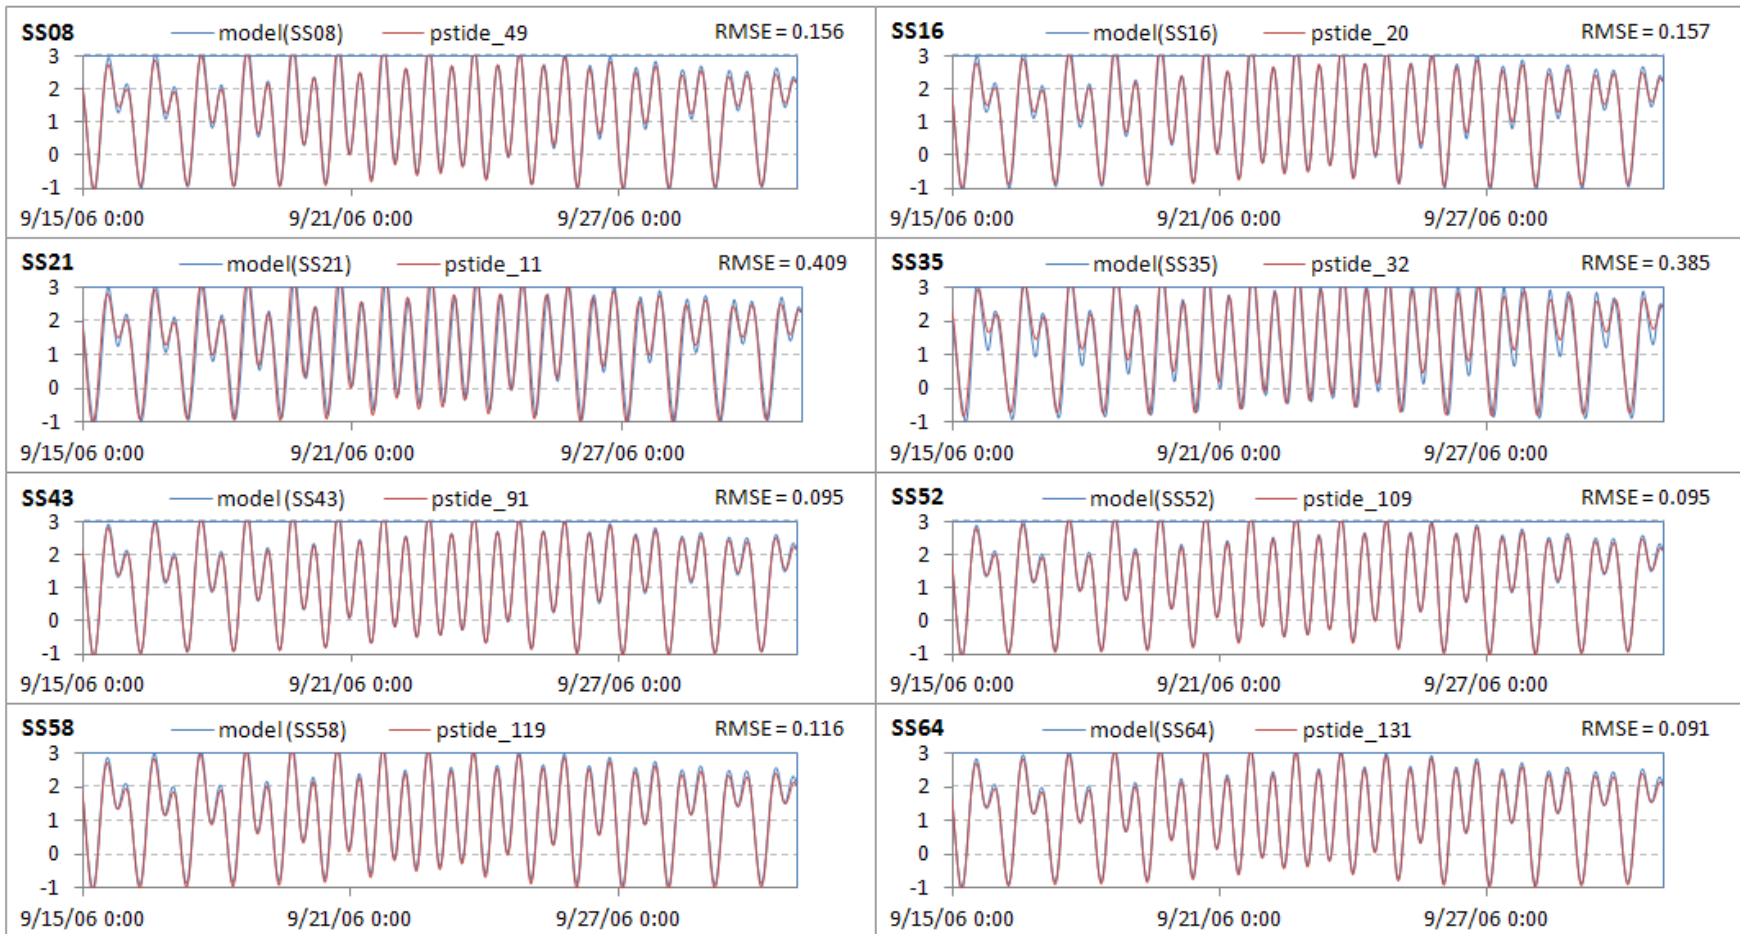 SS08 model(SS08) pstide_49 RMSE = 0.156
3
2
1
0
-1
9/15/06 0:00 9/21/06 0:00 9/27/06 0:00
SS16 model(SS16) pstide_20 RMSE = 0.157
3
2
1
0
-1
9/15/06 0:00 9/21/06 0:00 9/27/06 0:00
SS21 model(SS21) pstide_11 RMSE = 0.409
3
2
1
0
-1
9/15/06 0:00 9/21/06 0:00 9/27/06 0:00
SS35 model(SS35) pstide_32 RMSE = 0.385
3
2
1
0
-1
9/15/06 0:00 9/21/06 0:00 9/27/06 0:00
SS43 model(SS43) pstide_91 RMSE = 0.095
3
2
1
0
-1
9/15/06 0:00 9/21/06 0:00 9/27/06 0:00
SS52 model(SS52) pstide_109 RMSE = 0.095
3
2
1
0
-1
9/15/06 0:00 9/21/06 0:00 9/27/06 0:00
SS58 model(SS58) pstide_119 RMSE = 0.116
3
2
1
0
-1
9/15/06 0:00 9/21/06 0:00 9/27/06 0:00
SS64 model(SS64) pstide_131 RMSE = 0.091
3
2
1
0
-1
9/15/06 0:00 9/21/06 0:00 9/27/06 0:00